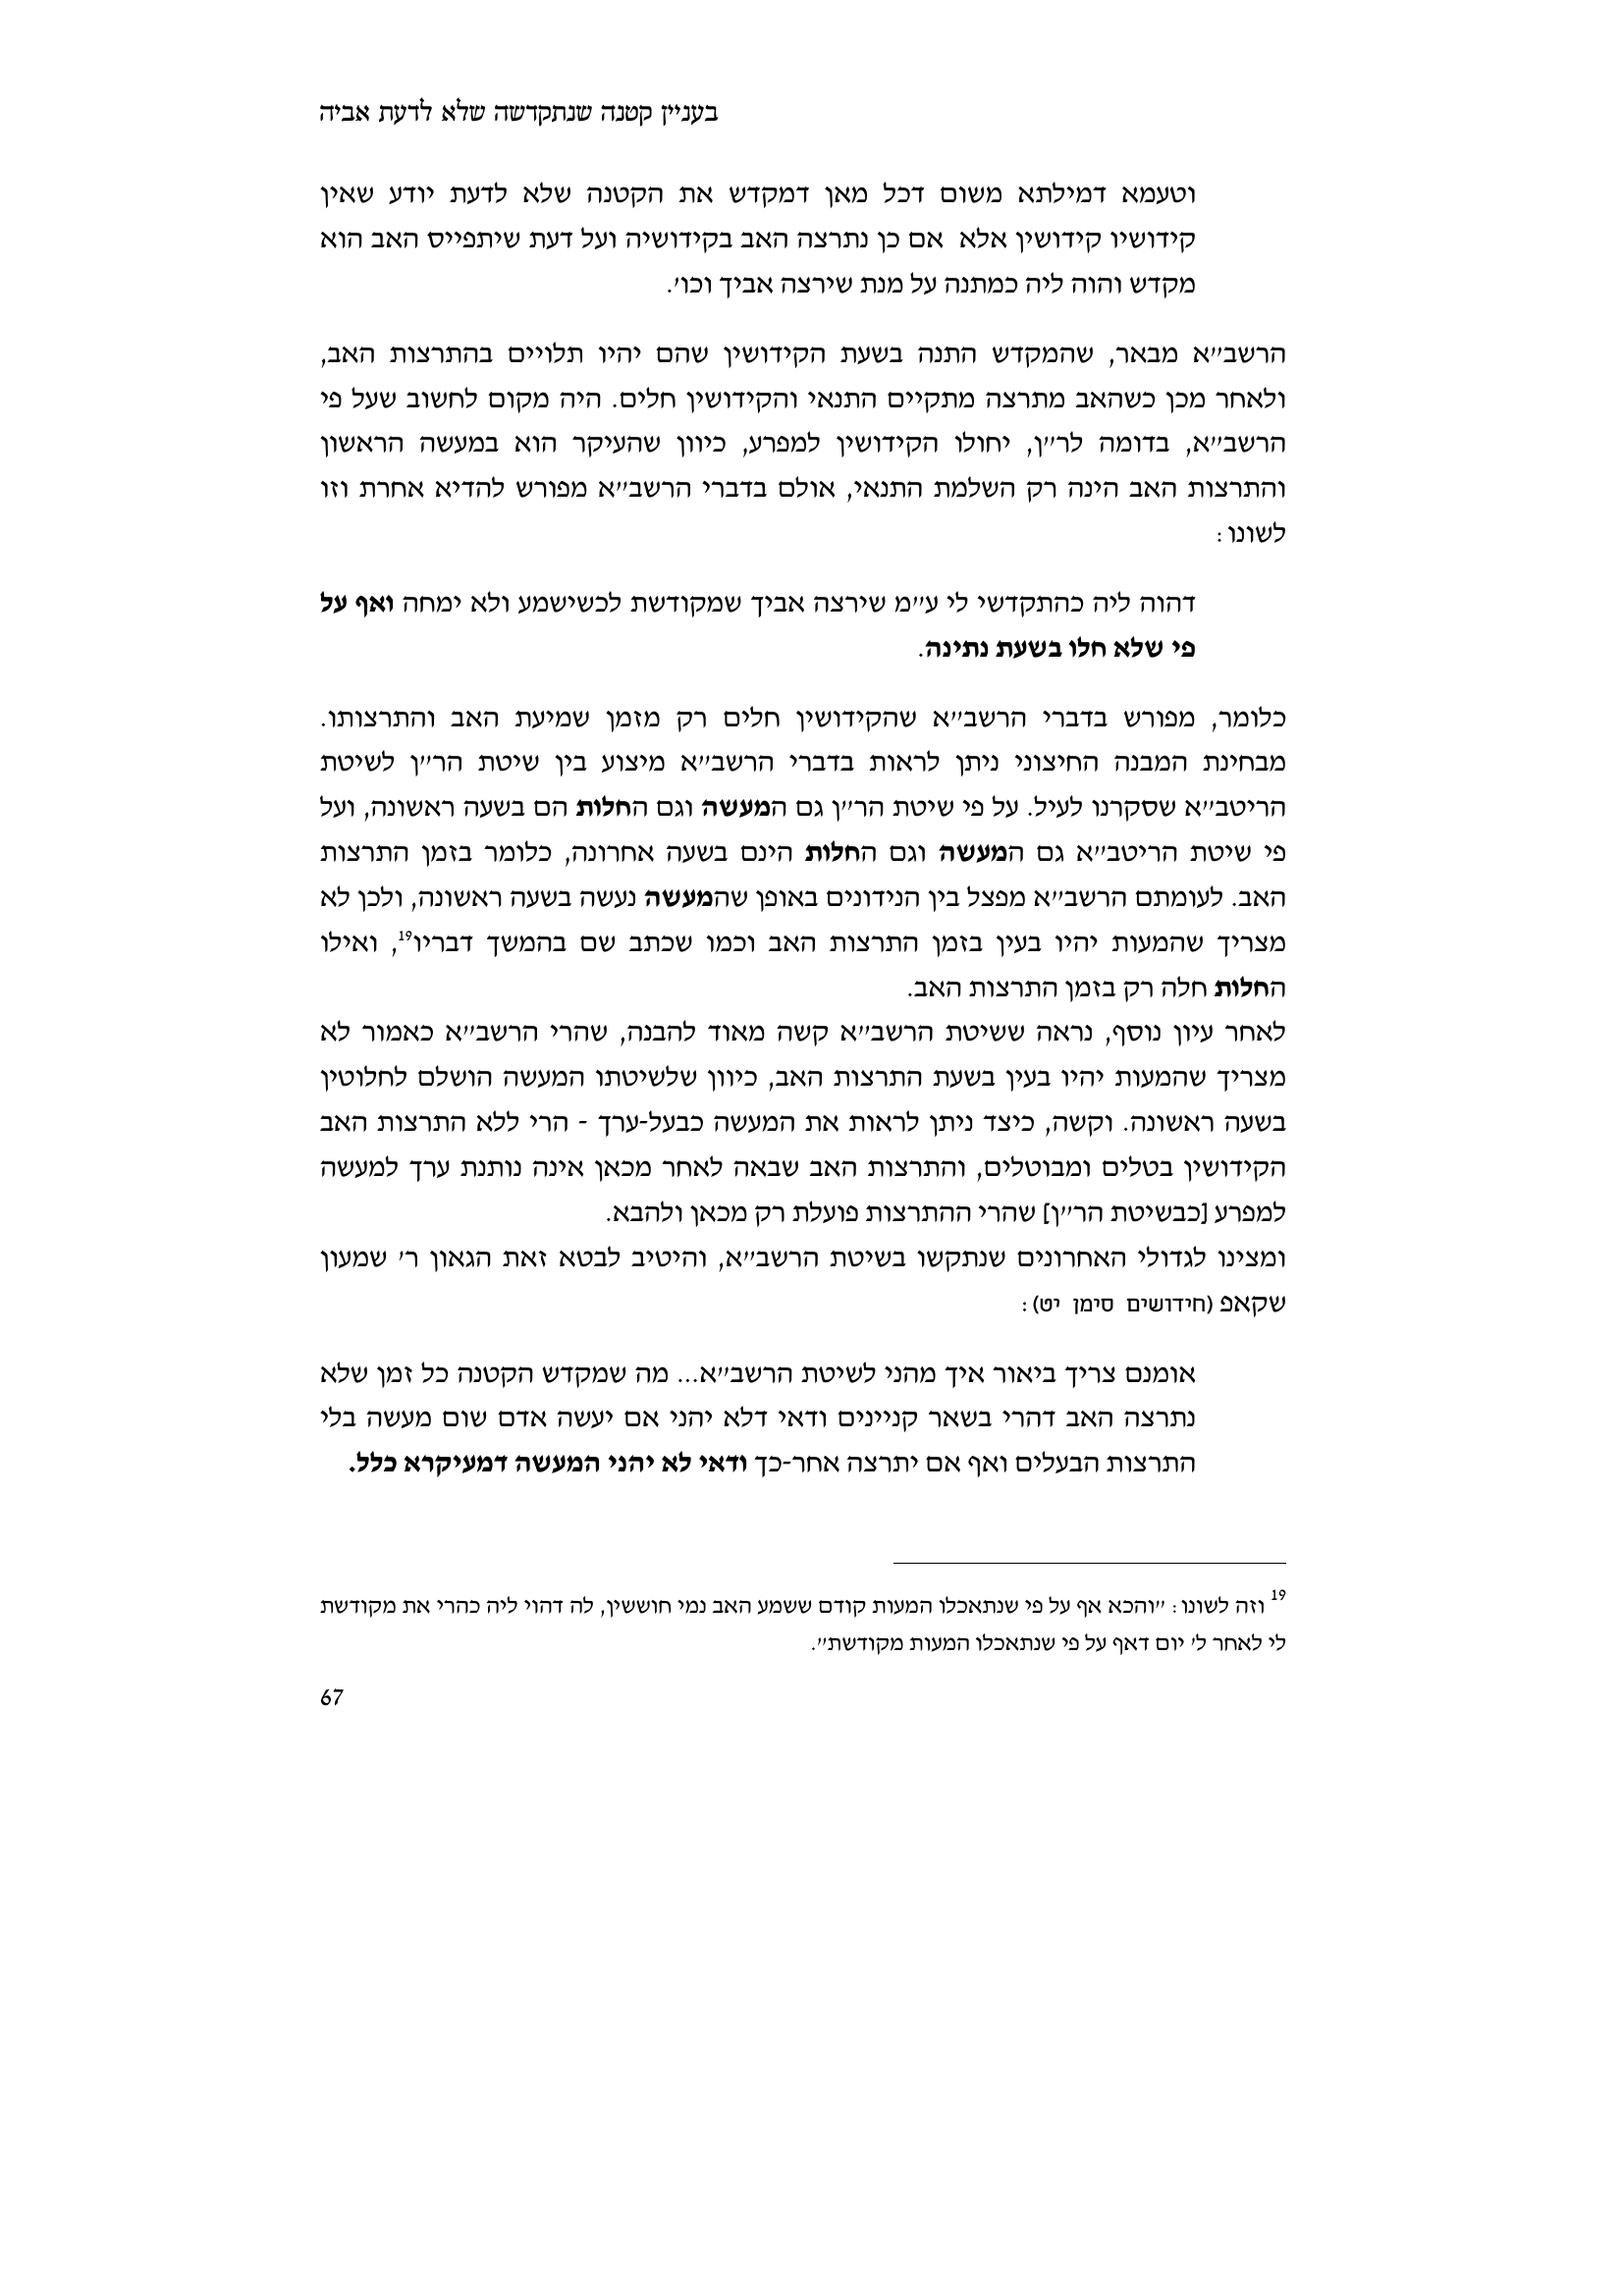 בעניין קטנה שנתקדשה שלא לדעת אביה
וטעמא דמילתא משום דכל מאן דמקדש את הקטנה שלא לדעת יודע שאין
קידושיו קידושין אלא אם כן נתרצה האב בקידושיה ועל דעת שיתפייס האב הוא
מקדש והוה ליה כמתנה על מנת שירצה אביך וכו'.
הרשב"א מבאר, שהמקדש התנה בשעת הקידושין שהם יהיו תלויים בהתרצות האב,
ולאחר מכן כשהאב מתרצה מתקיים התנאי והקידושין חלים. היה מקום לחשוב שעל פי
הרשב"א, בדומה לר"ן, יחולו הקידושין למפרע, כיוון שהעיקר הוא במעשה הראשון
והתרצות האב הינה רק השלמת התנאי, אולם בדברי הרשב"א מפורש להדיא אחרת וזו
לשונו:
דהוה ליה כהתקדשי לי ע"מ שירצה אביך שמקודשת לכשישמע ולא ימחה ואף על
פי שלא חלו בשעת נתינה.
כלומר, מפורש בדברי הרשב"א שהקידושין חלים רק מזמן שמיעת האב והתרצותו.
מבחינת המבנה החיצוני ניתן לראות בדברי הרשב"א מיצוע בין שיטת הר"ן לשיטת
הריטב"א שסקרנו לעיל. על פי שיטת הר"ן גם המעשה וגם החלות הם בשעה ראשונה, ועל
פי שיטת הריטב"א גם המעשה וגם החלות הינם בשעה אחרונה, כלומר בזמן התרצות
האב. לעומתם הרשב"א מפצל בין הנידונים באופן שהמעשה נעשה בשעה ראשונה, ולכן לא
מצריך שהמעות יהיו בעין בזמן התרצות האב וכמו שכתב שם בהמשך דבריו19, ואילו
החלות חלה רק בזמן התרצות האב.
לאחר עיון נוסף, נראה ששיטת הרשב"א קשה מאוד להבנה, שהרי הרשב"א כאמור לא
מצריך שהמעות יהיו בעין בשעת התרצות האב, כיוון שלשיטתו המעשה הושלם לחלוטין
בשעה ראשונה. וקשה, כיצד ניתן לראות את המעשה כבעל-ערך - הרי ללא התרצות האב
הקידושין בטלים ומבוטלים, והתרצות האב שבאה לאחר מכאן אינה נותנת ערך למעשה
למפרע [כבשיטת הר"ן] שהרי ההתרצות פועלת רק מכאן ולהבא.
ומצינו לגדולי האחרונים שנתקשו בשיטת הרשב"א, והיטיב לבטא זאת הגאון ר' שמעון
שקאפ (חידושים סימן יט):
אומנם צריך ביאור איך מהני לשיטת הרשב"א... מה שמקדש הקטנה כל זמן שלא
נתרצה האב דהרי בשאר קניינים ודאי דלא יהני אם יעשה אדם שום מעשה בלי
התרצות הבעלים ואף אם יתרצה אחר-כך ודאי לא יהני המעשה דמעיקרא כלל.
19 וזה לשונו: "והכא אף על פי שנתאכלו המעות קודם ששמע האב נמי חוששין, לה דהוי ליה כהרי את מקודשת
לי לאחר ל' יום דאף על פי שנתאכלו המעות מקודשת".
67